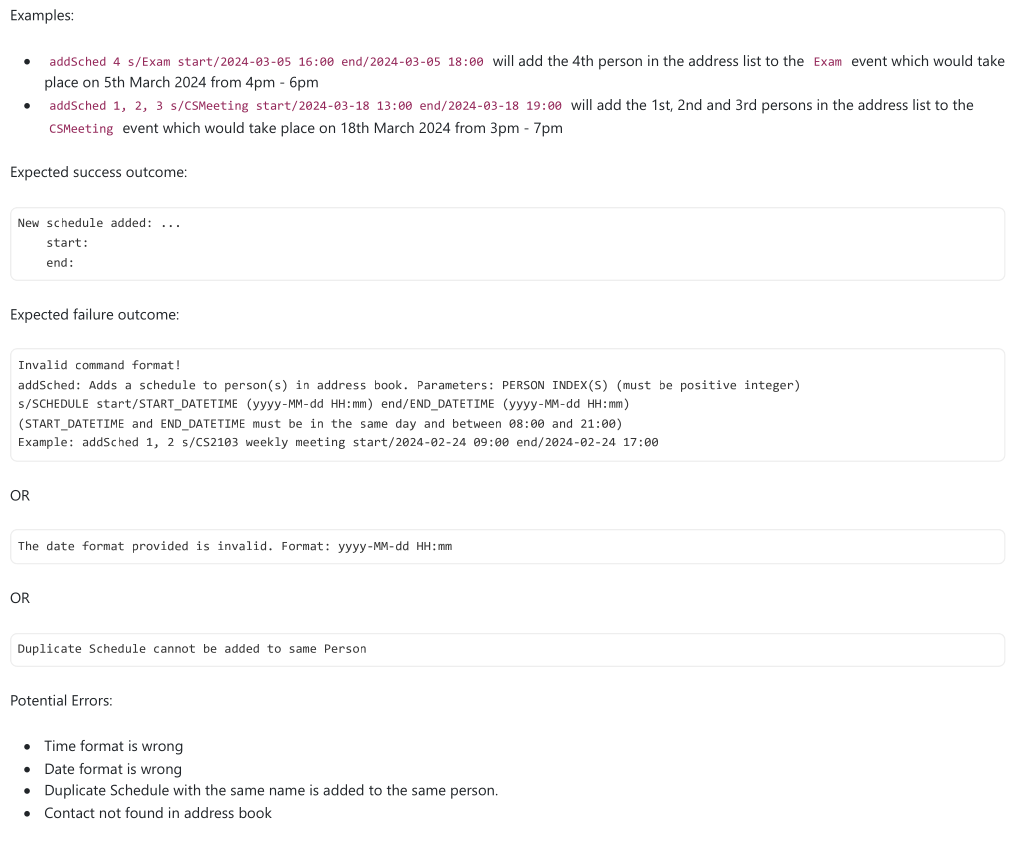 Examples:
• addSched 4 s/Exam start/2024-03-05 16:00 end/2024-03-05 18:00 will add the 4th person in the address list to the Exam event which would take
place on 5th March 2024 from 4pm - 6pm
• addSched 1, 2, 3 s/CSMeeting start/2024-03-18 13:00 end/2024-03-18 19:00 will add the 1st, 2nd and 3rd persons in the address list to the
CSMeeting event which would take place on 18th March 2024 from 3pm - 7pm
Expected success outcome:
New schedule added: ...
    start:
    end:
Expected failure outcome:
Invalid command format!
addSched: Adds a schedule to person(s) in address book. Parameters: PERSON INDEX(S) (must be positive integer)
s/SCHEDULE start/START_DATETIME (yyyy-MM-dd HH:mm) end/END_DATETIME (yyyy-MM-dd HH:mm)
(START_DATETIME and END_DATETIME must be in the same day and between 08:00 and 21:00)
Example: addSched 1, 2 s/CS2103 weekly meeting start/2024-02-24 09:00 end/2024-02-24 17:00
OR
The date format provided is invalid. Format: yyyy-MM-dd HH:mm
OR
Duplicate Schedule cannot be added to same Person
Potential Errors:
• Time format is wrong
• Date format is wrong
• Duplicate Schedule with the same name is added to the same person.
• Contact not found in address book